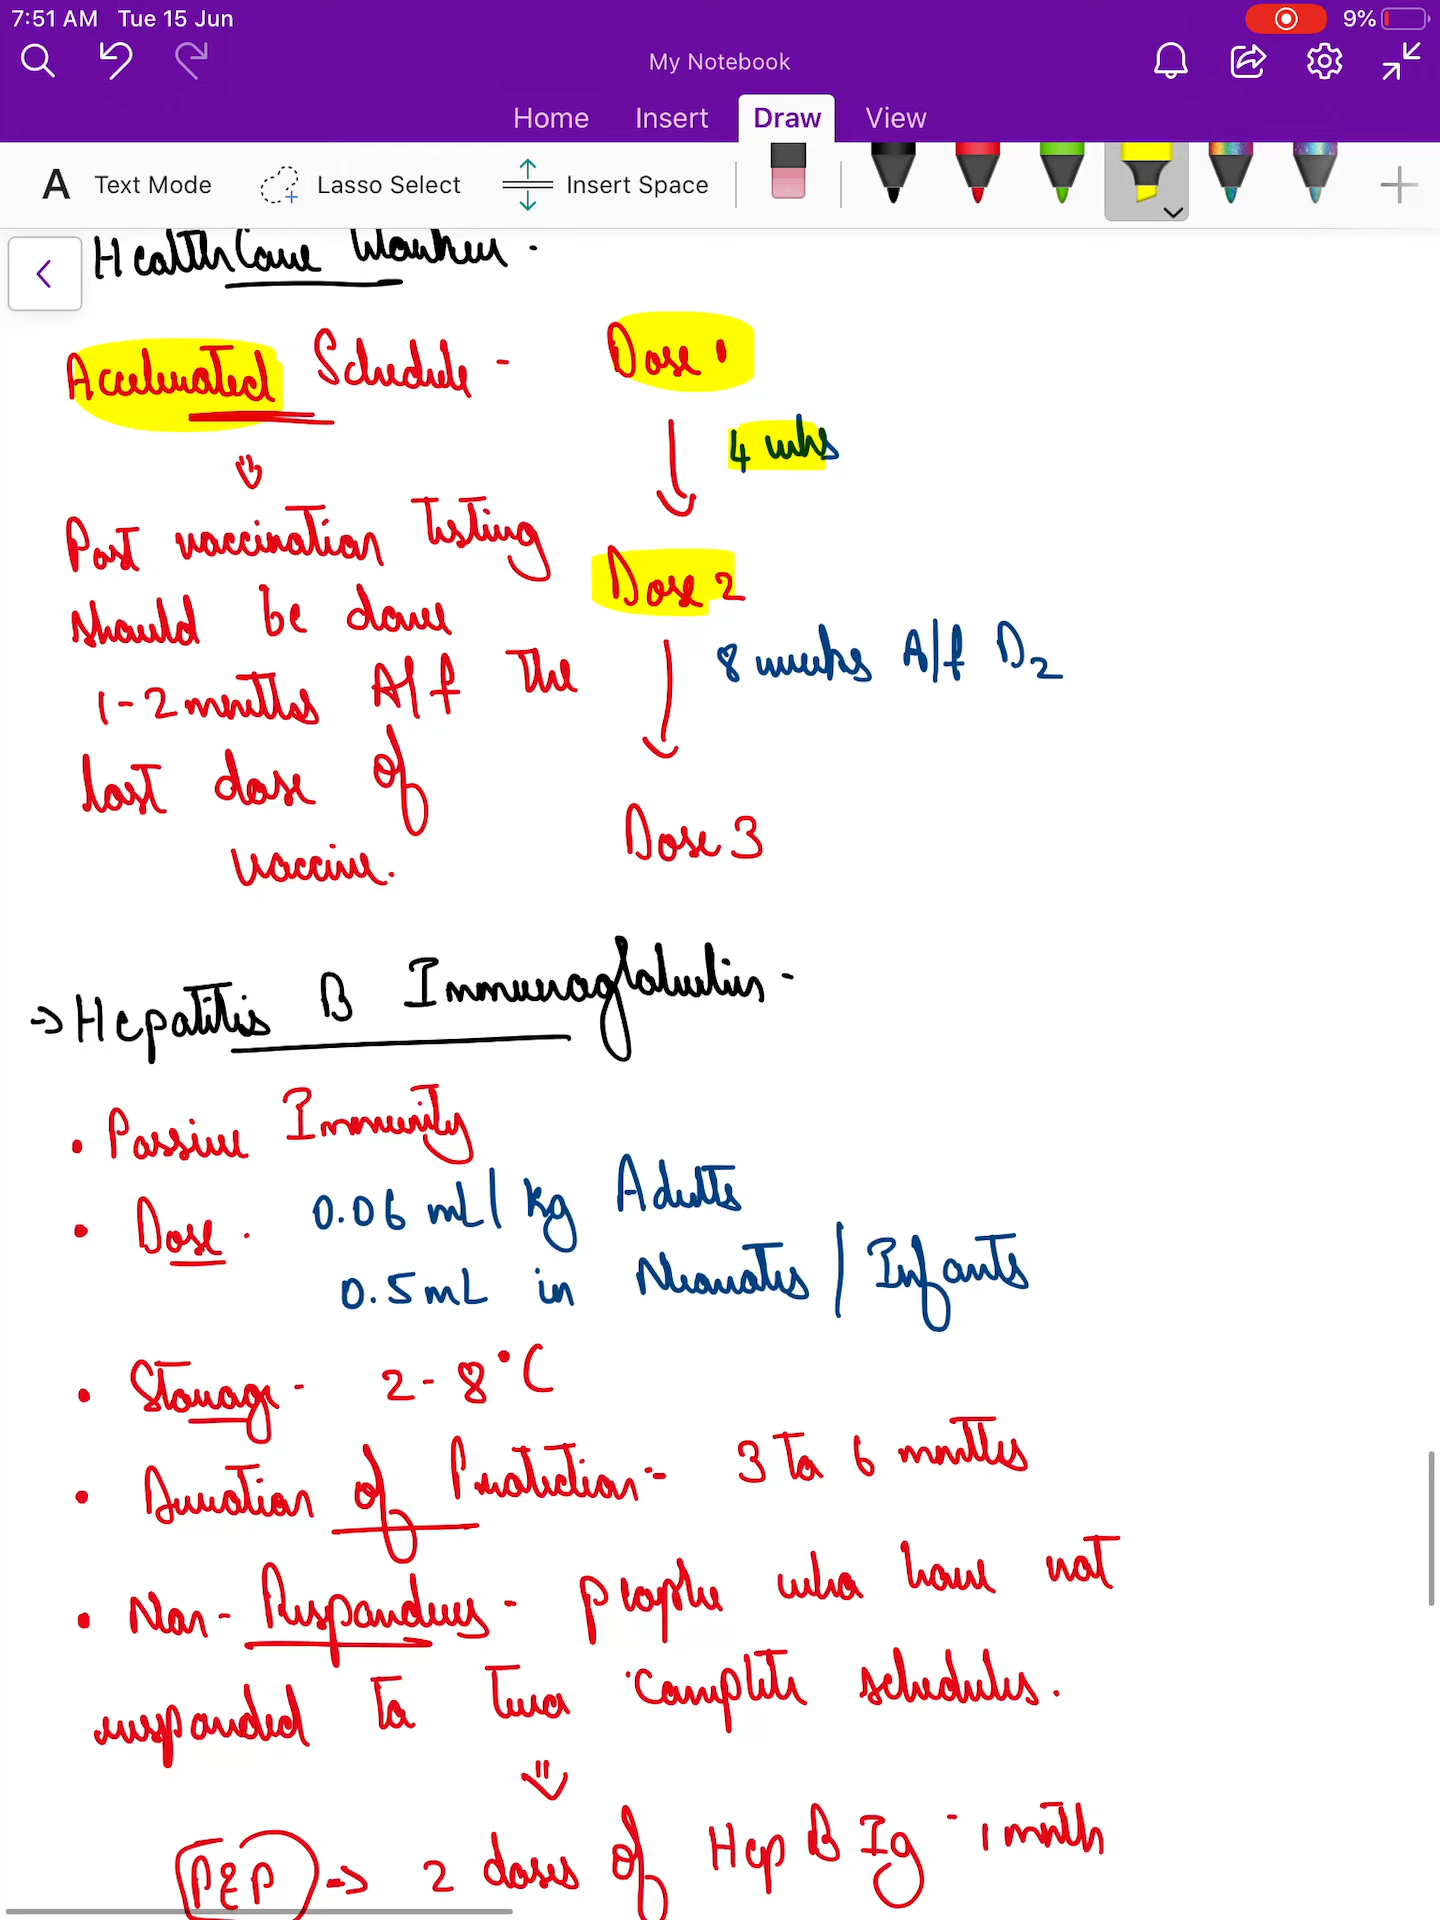 7:51 AM Tue 15 Jun
9%
My Notebook
Home Insert Draw View
A Text Mode Lasso Select Insert Space
HealthCare Worker -
Accelerated Schedule - Dose 1
4 wks
Post vaccination testing
Dose 2
should be done
8 weeks A/f D2
1-2 months A/f the
last dose of
Dose 3
vaccine.
→ Hepatitis B Immunoglobulin -
• Passive Immunity
• Dose. 0.06 mL/kg Adults
0.5mL in Neonates / Infants
• Storage - 2-8°C
• Duration of Protection - 3 to 6 months
• Non-Responders - people who have not
responded to two complete schedules.
PEP → 2 doses of Hep B Ig - 1 month